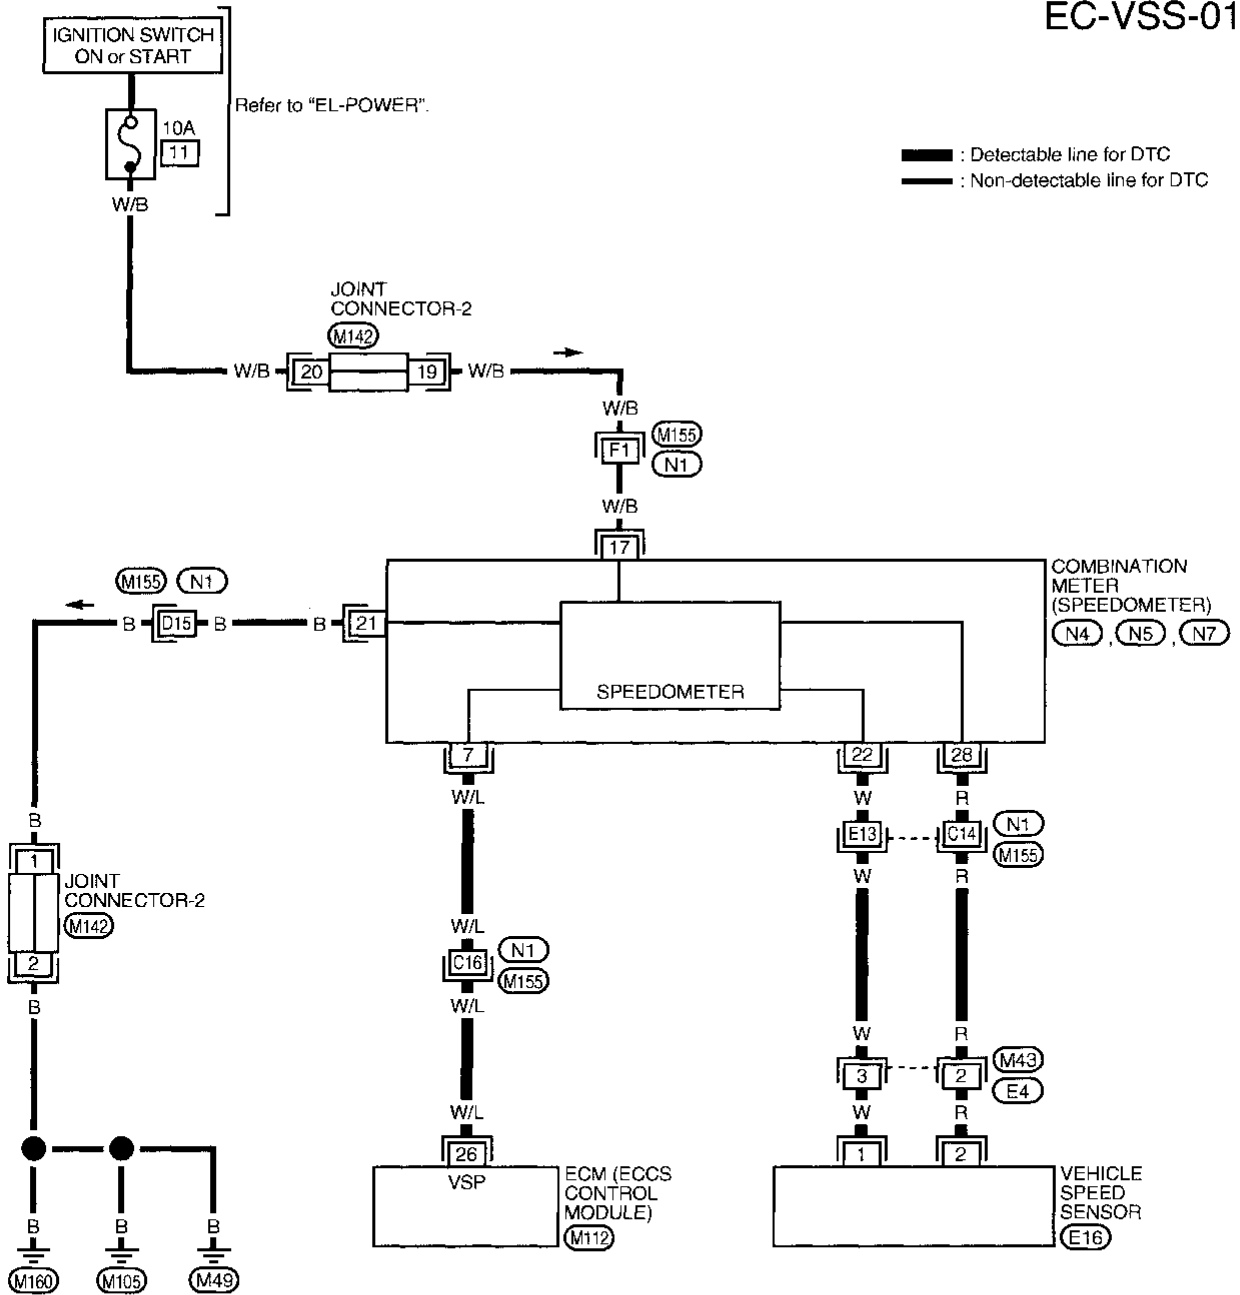 EC-VSS-01
IGNITION SWITCH
ON or START
Refer to "EL-POWER".
10A
11
W/B
: Detectable line for DTC
: Non-detectable line for DTC
JOINT
CONNECTOR-2
M142
W/B 20 19 W/B
W/B
F1
M155
N1
W/B
17
COMBINATION
METER
(SPEEDOMETER)
N4 , N5 , N7
M155 N1
B D15 B B 21
SPEEDOMETER
7 22 28
W/L W R
B
E13 C14
N1
M155
W R
1
JOINT
CONNECTOR-2
M142
2
B
W/L
C16
N1
M155
W/L
W R
3 2
M43
E4
W/L W R
26 1 2
VSP
ECM (ECCS
CONTROL
MODULE)
M112
VEHICLE
SPEED
SENSOR
E16
B B B
M160 M105 M49